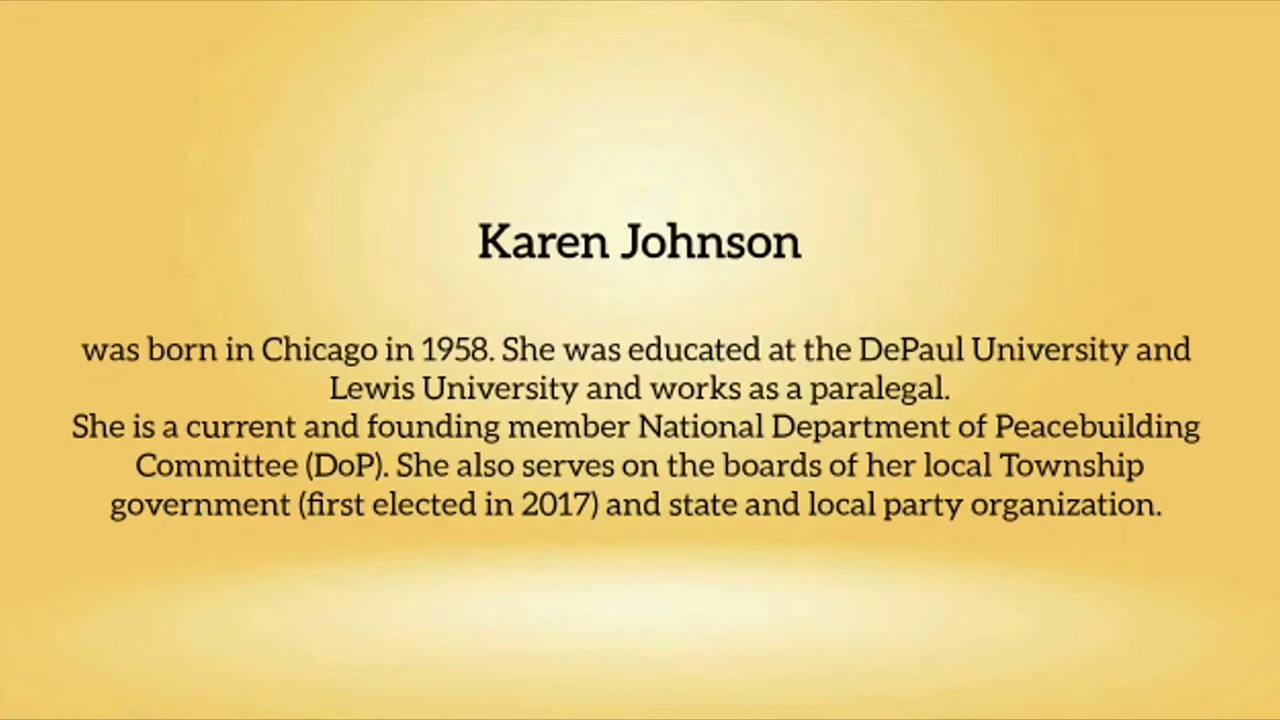 Karen Johnson
was born in Chicago in 1958. She was educated at the DePaul University and
Lewis University and works as a paralegal.
She is a current and founding member National Department of Peacebuilding
Committee (DoP). She also serves on the boards of her local Township
government (first elected in 2017) and state and local party organization.